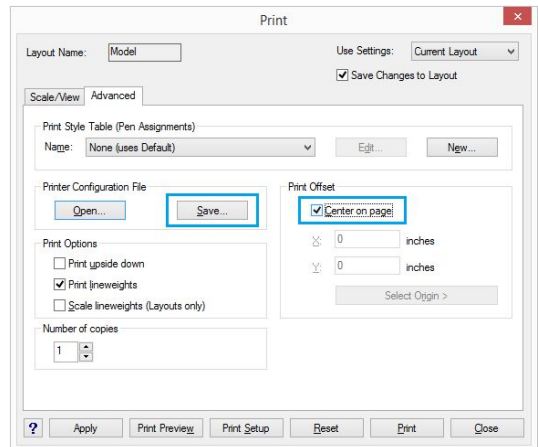 Print
Layout Name: Model Use Settings: Current Layout
Save Changes to Layout
Scale/View Advanced
Print Style Table (Pen Assignments)
Name: None (uses Default) Edit... New...
Printer Configuration File
Open... Save...
Print Offset
Center on page
X: 0 inches
Y: 0 inches
Select Origin >
Print Options
Print upside down
Print lineweights
Scale lineweights (Layouts only)
Number of copies
1
? Apply Print Preview Print Setup Reset Print Close